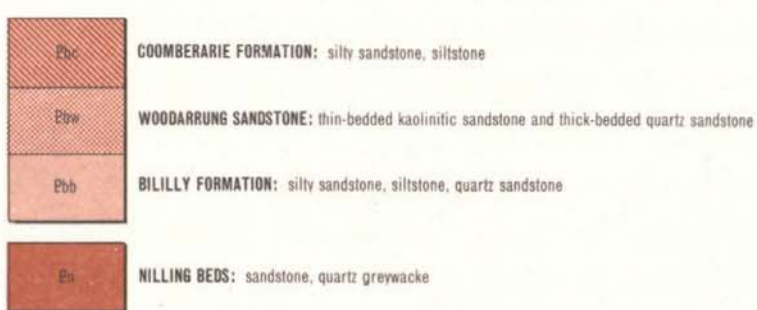 Pbc COOMBERARIE FORMATION: silty sandstone, siltstone
Pbw WOODARRUNG SANDSTONE: thin-bedded kaolinitic sandstone and thick-bedded quartz sandstone
Pbb BILILLY FORMATION: silty sandstone, siltstone, quartz sandstone
Pn NILLING BEDS: sandstone, quartz greywacke